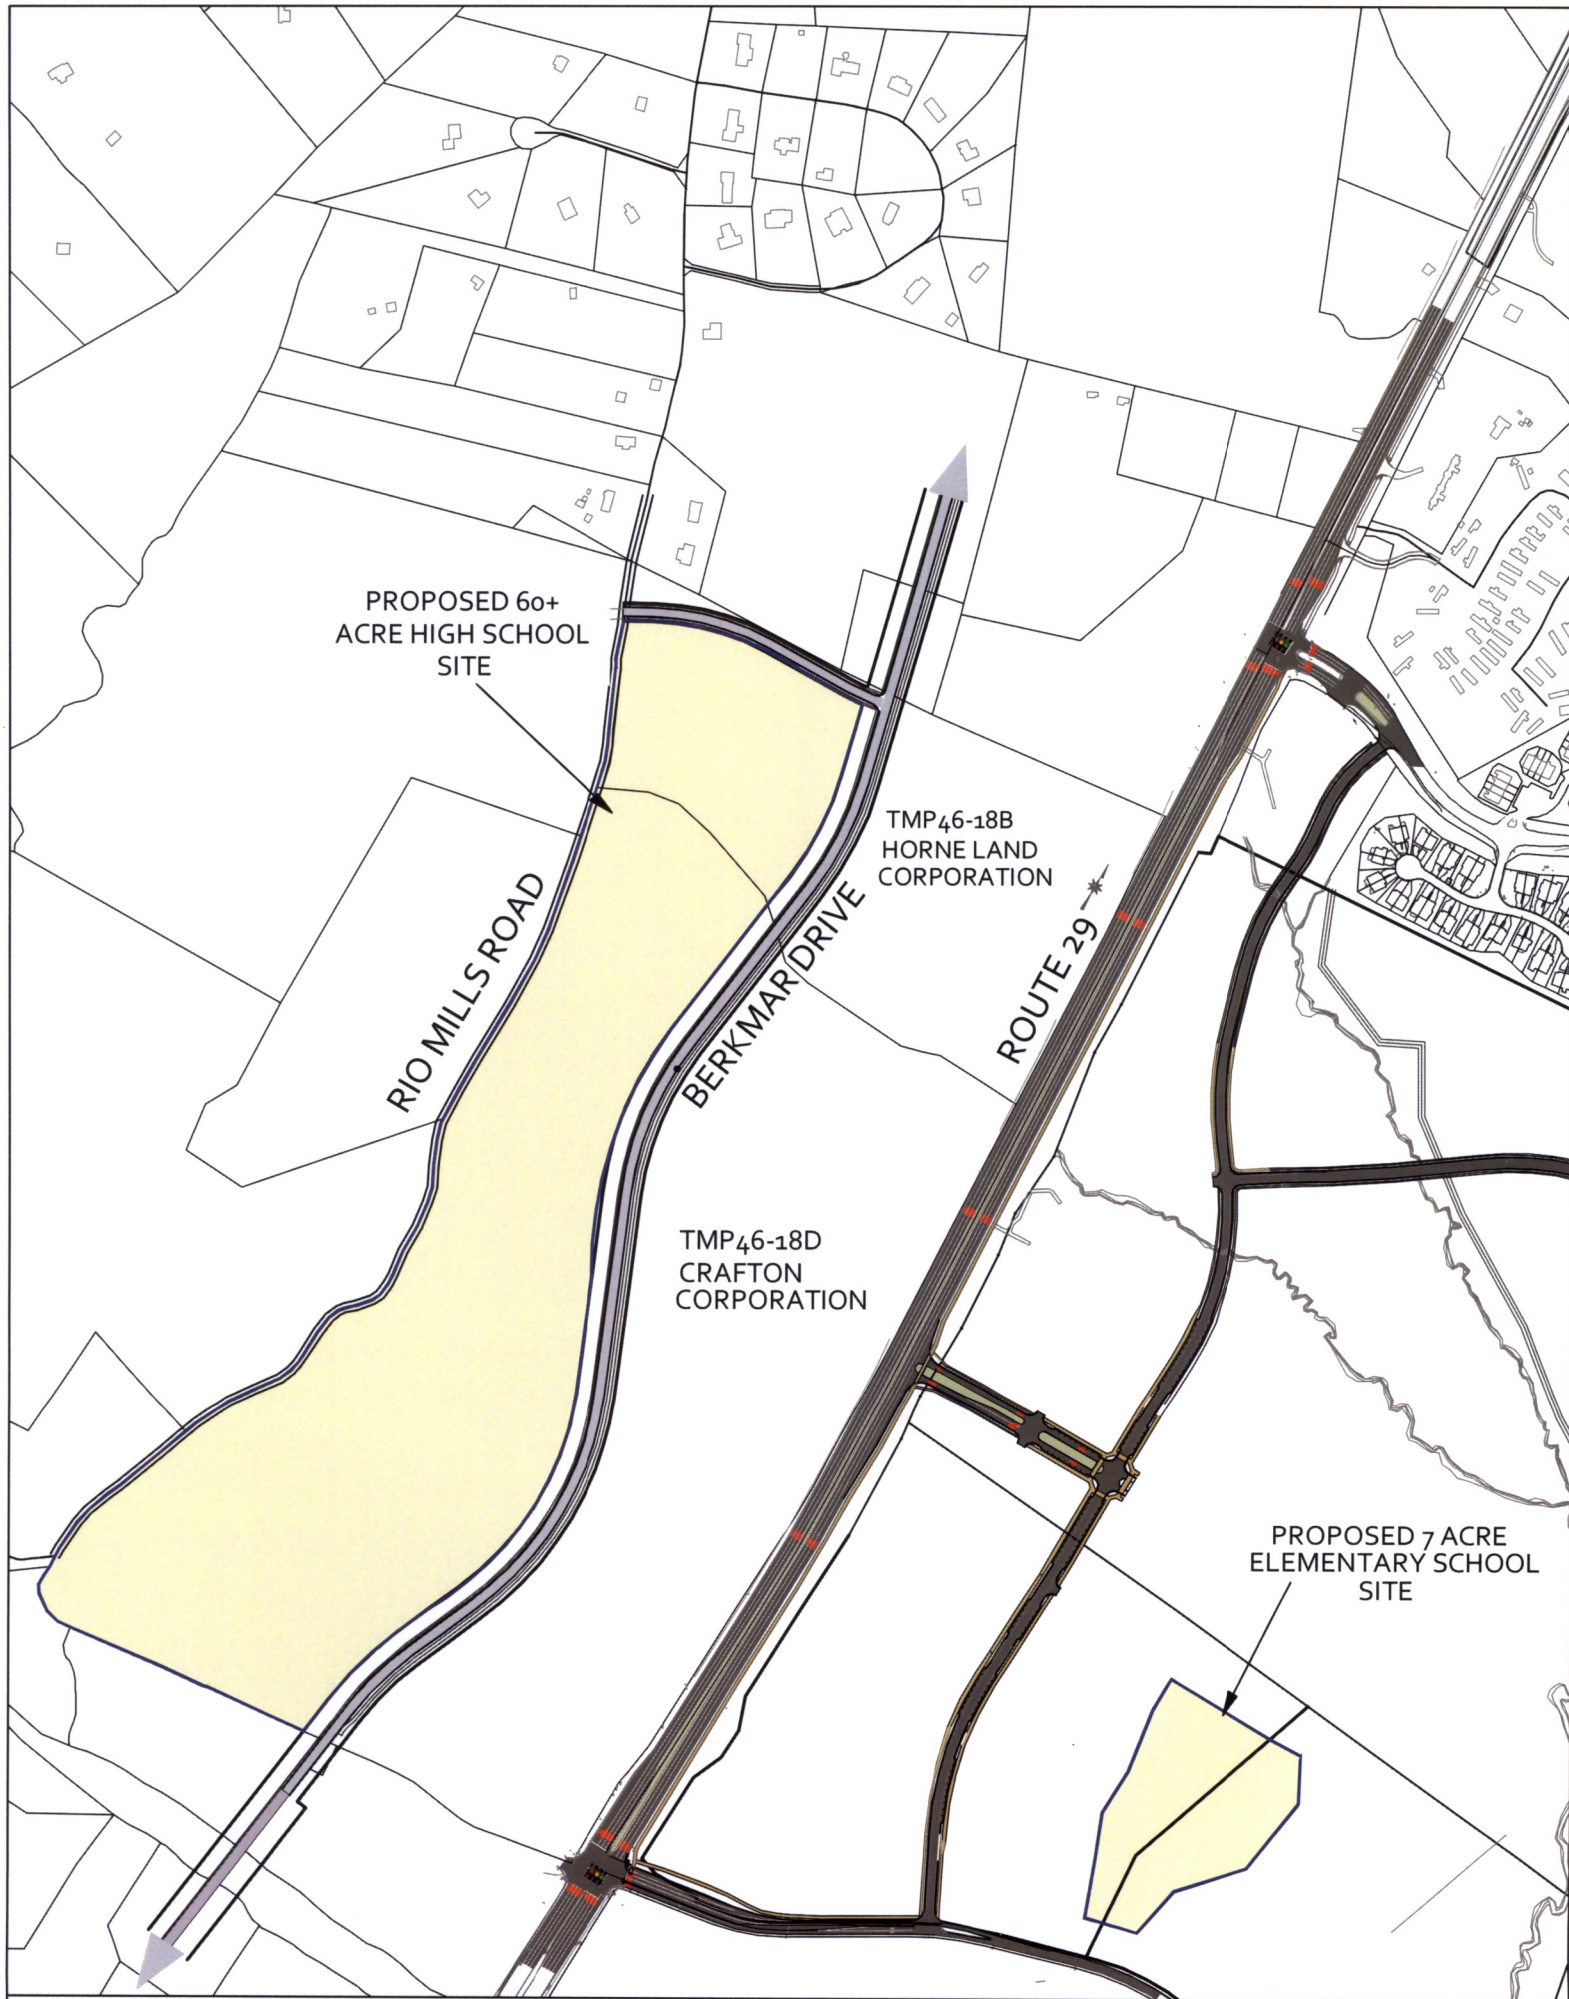 PROPOSED 60+
ACRE HIGH SCHOOL
SITE
TMP46-18B
HORNE LAND
CORPORATION
RIO MILLS ROAD
BERKMAR DRIVE
ROUTE 29
TMP46-18D
CRAFTON
CORPORATION
PROPOSED 7 ACRE
ELEMENTARY SCHOOL
SITE